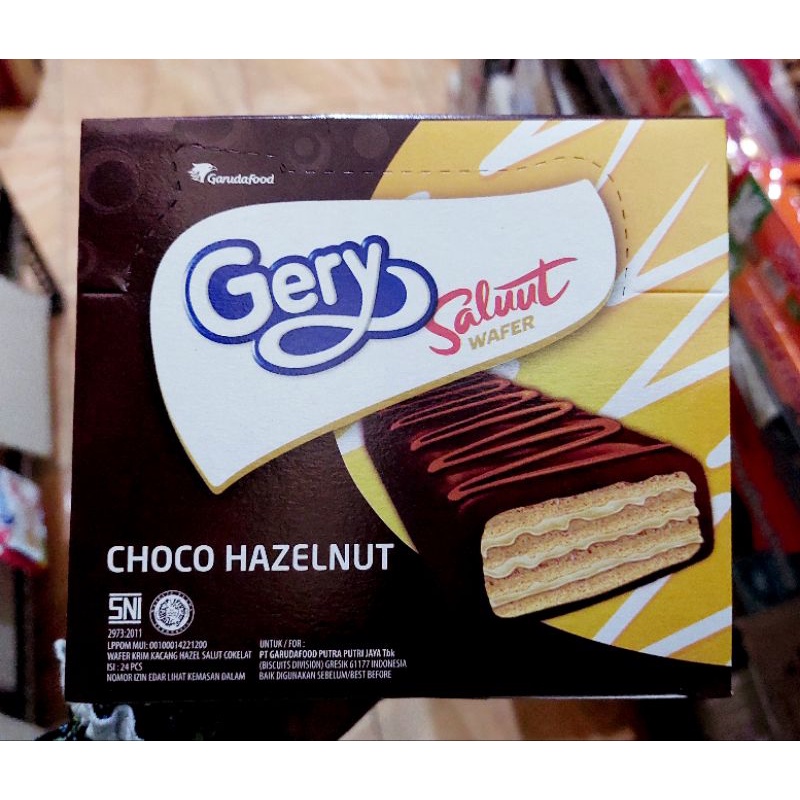 Garudafood
Gery
Saluut
WAFER
CHOCO HAZELNUT
SNI
2973:2011
LPPOM MUI: 00100014221200
WAFER KRIM KACANG HAZEL SALUT COKELAT
ISI : 24 PCS
NOMOR IZIN EDAR LIHAT KEMASAN DALAM
UNTUK / FOR :
PT GARUDAFOOD PUTRA PUTRI JAYA Tbk
(BISCUITS DIVISION) GRESIK 61177 INDONESIA
BAIK DIGUNAKAN SEBELUM/BEST BEFORE